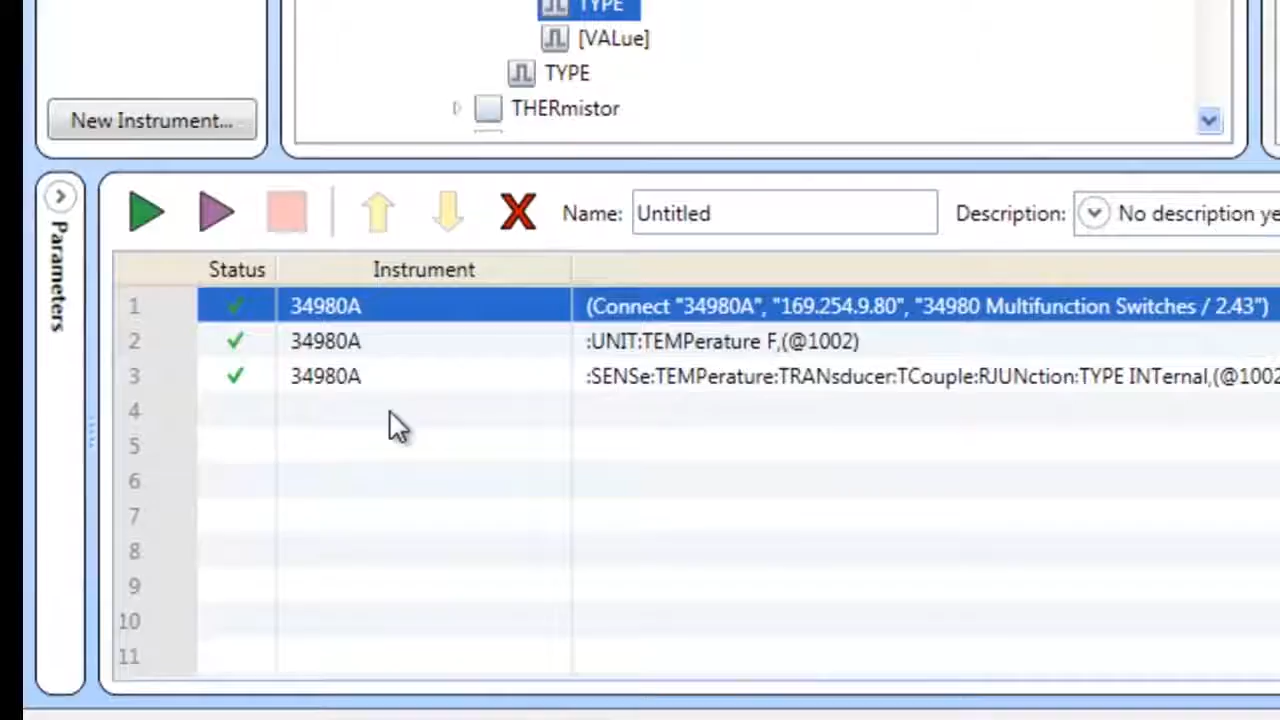 TYPE
[VALue]
TYPE
THERmistor
New Instrument...
Parameters
Name: Untitled Description: No description ye
Status Instrument
1 34980A (Connect "34980A", "169.254.9.80", "34980 Multifunction Switches / 2.43")
2 34980A :UNIT:TEMPerature F,(@1002)
3 34980A :SENSe:TEMPerature:TRANsducer:TCouple:RJUNction:TYPE INTernal,(@1002
4
5
6
7
8
9
10
11